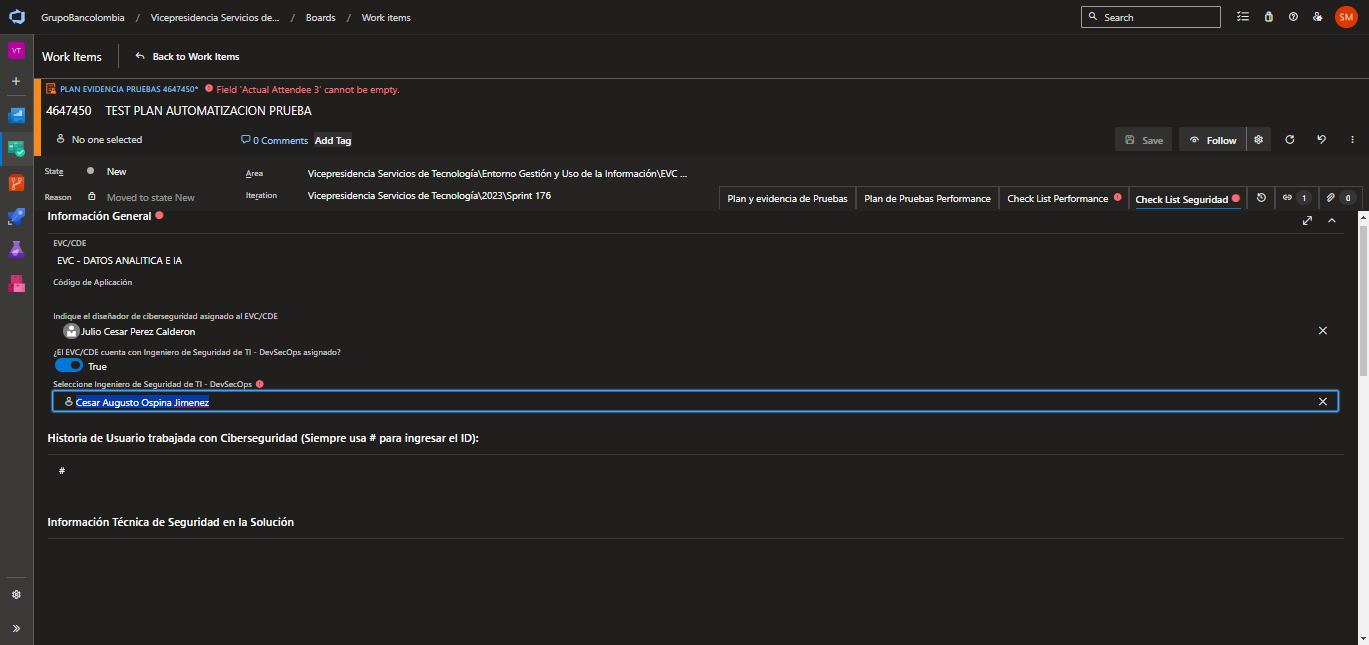 GrupoBancolombia / Vicepresidencia Servicios de... / Boards / Work items
Search
SM
VT
Work Items
Back to Work Items
PLAN EVIDENCIA PRUEBAS 4647450*
Field 'Actual Attendee 3' cannot be empty.
4647450 TEST PLAN AUTOMATIZACION PRUEBA
No one selected
0 Comments
Add Tag
Save
Follow
State
New
Area
Vicepresidencia Servicios de Tecnología\Entorno Gestión y Uso de la Información\EVC ...
Reason
Moved to state New
Iteration
Vicepresidencia Servicios de Tecnología\2023\Sprint 176
Plan y evidencia de Pruebas
Plan de Pruebas Performance
Check List Performance
Check List Seguridad
1
0
Información General
EVC/CDE
EVC - DATOS ANALITICA E IA
Código de Aplicación
Indique el diseñador de ciberseguridad asignado al EVC/CDE
Julio Cesar Perez Calderon
¿El EVC/CDE cuenta con Ingeniero de Seguridad de TI - DevSecOps asignado?
True
Seleccione Ingeniero de Seguridad de TI - DevSecOps
Cesar Augusto Ospina Jimenez
Historia de Usuario trabajada con Ciberseguridad (Siempre usa # para ingresar el ID):
#
Información Técnica de Seguridad en la Solución